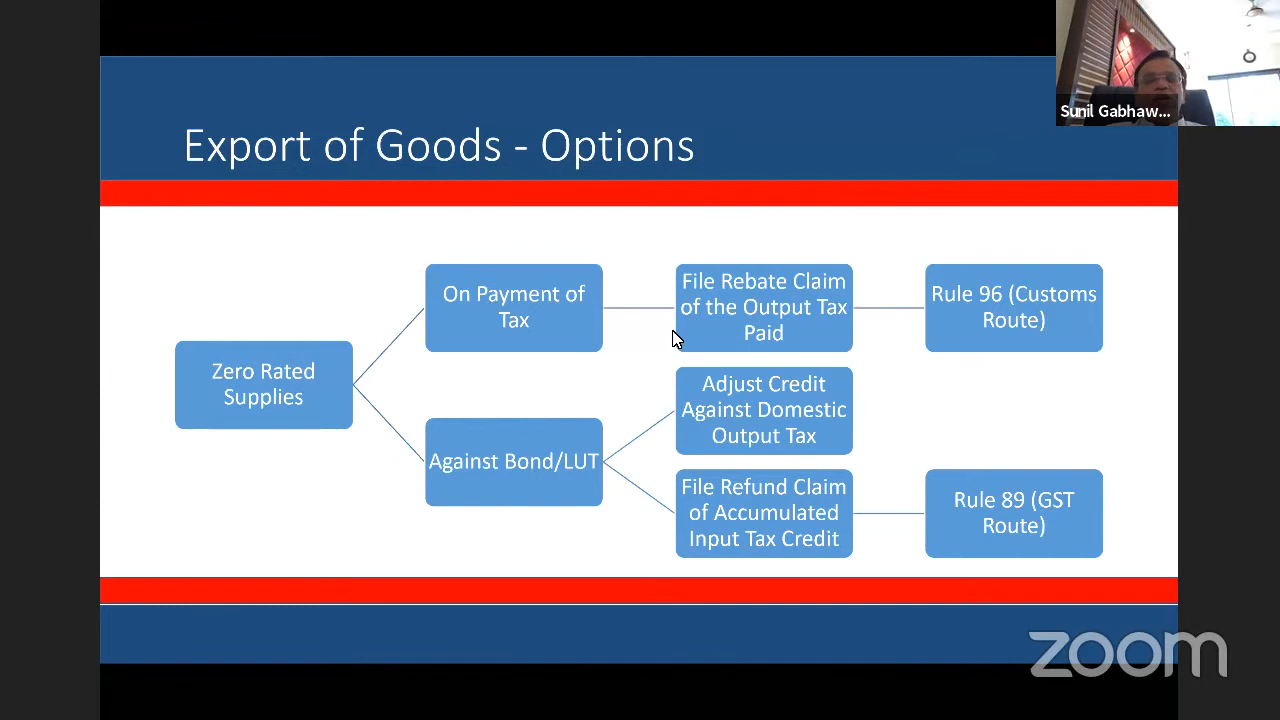 Sunil Gabhaw...
Export of Goods - Options
Zero Rated
Supplies
On Payment of
Tax
File Rebate Claim
of the Output Tax
Paid
Rule 96 (Customs
Route)
Against Bond/LUT
Adjust Credit
Against Domestic
Output Tax
File Refund Claim
of Accumulated
Input Tax Credit
Rule 89 (GST
Route)
zoom